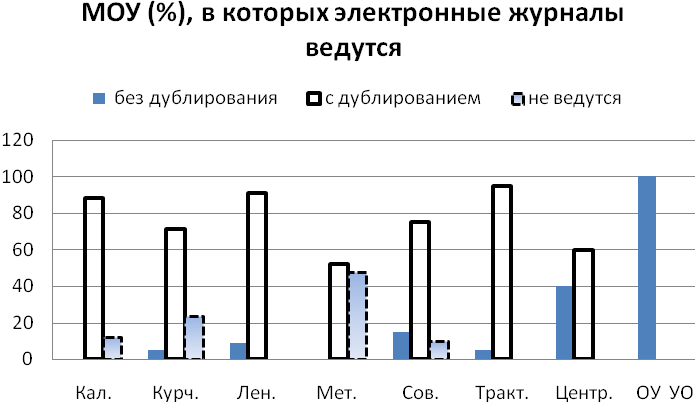 МОУ (%), в которых электронные журналы
ведутся
без дублирования с дублированием не ведутся
120
100
80
60
40
20
0
Кал. Курч. Лен. Мет. Сов. Тракт. Центр. ОУ УО